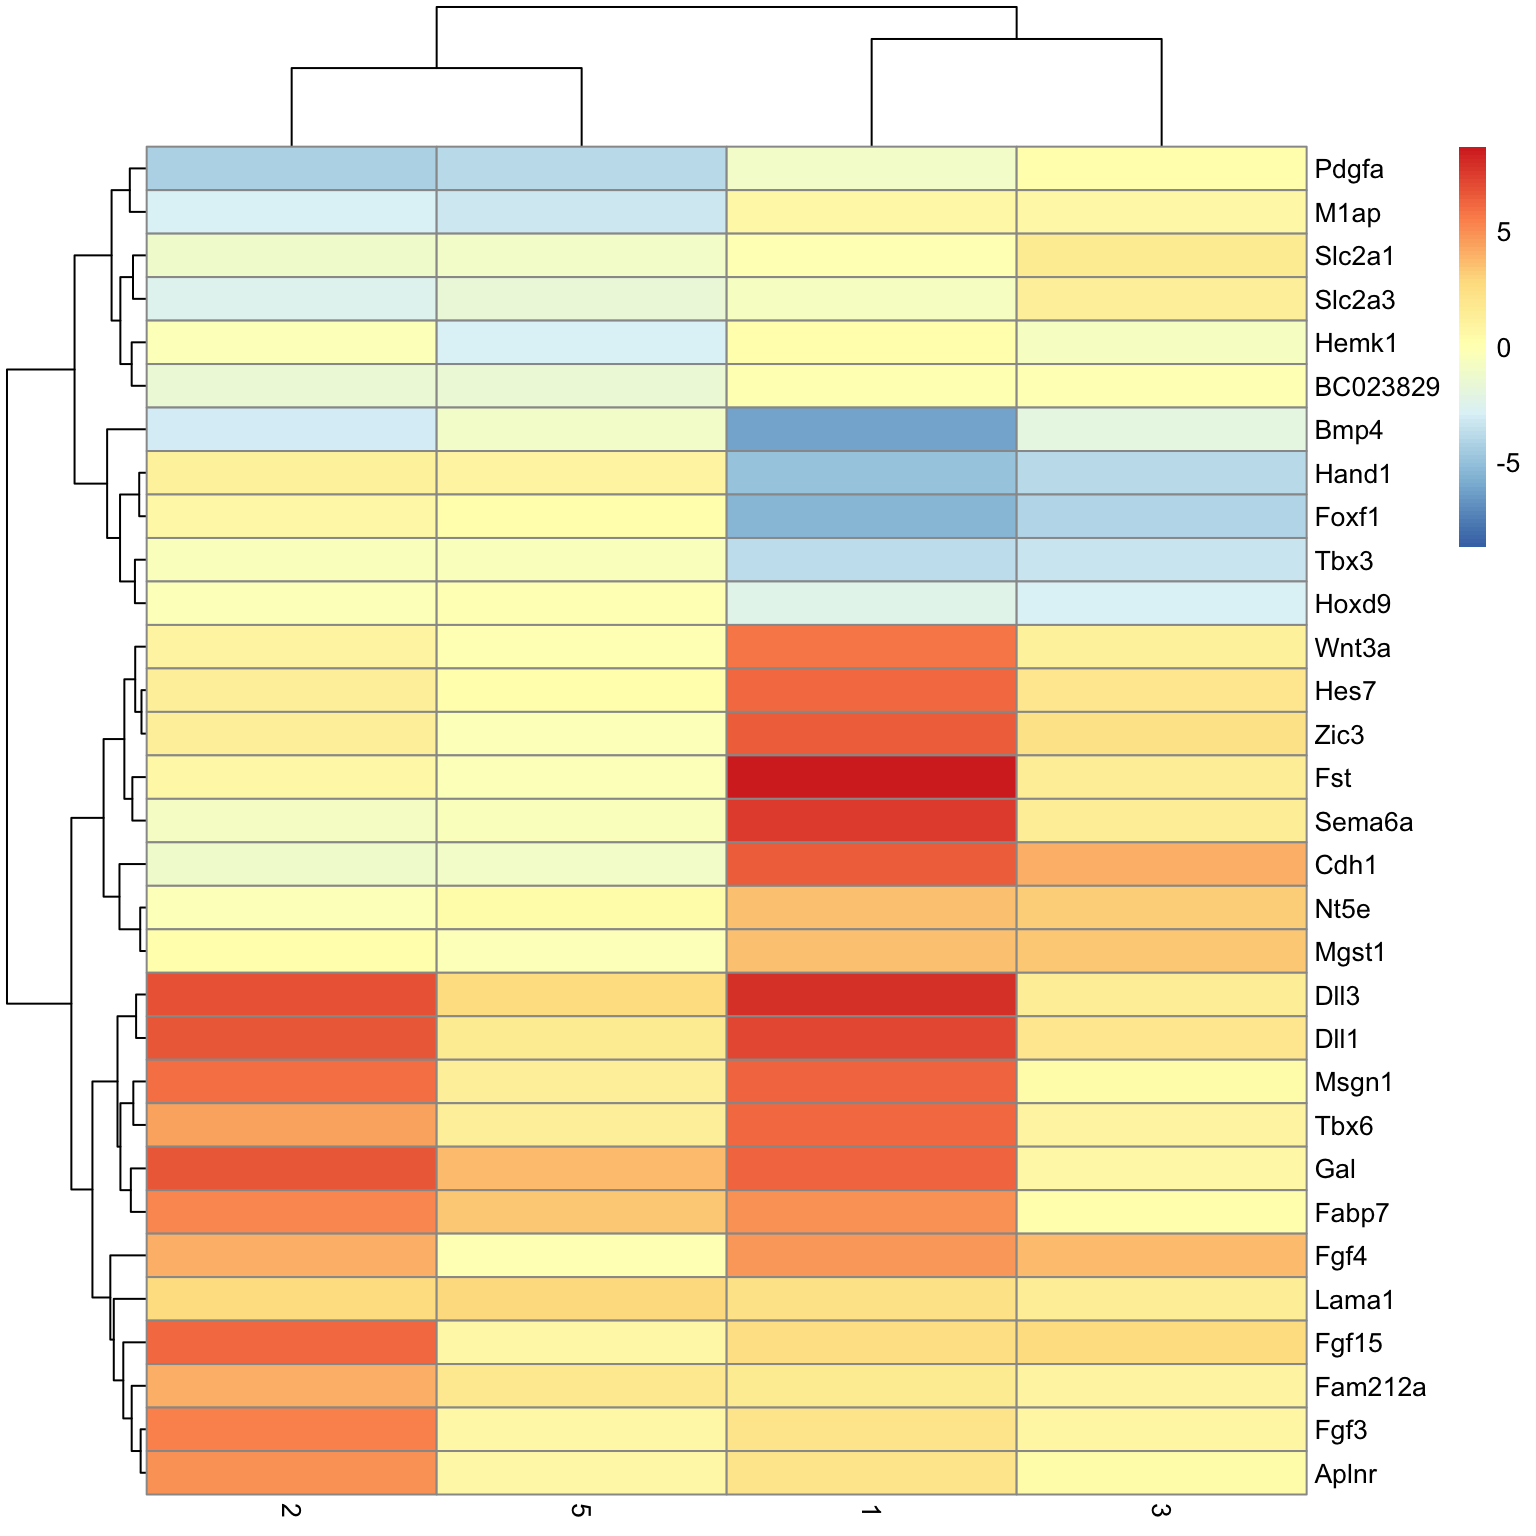 Pdgfa
M1ap
Slc2a1
Slc2a3
Hemk1
BC023829
Bmp4
Hand1
Foxf1
Tbx3
Hoxd9
Wnt3a
Hes7
Zic3
Fst
Sema6a
Cdh1
Nt5e
Mgst1
Dll3
Dll1
Msgn1
Tbx6
Gal
Fabp7
Fgf4
Lama1
Fgf15
Fam212a
Fgf3
Aplnr
5
0
-5
2 5 1 3